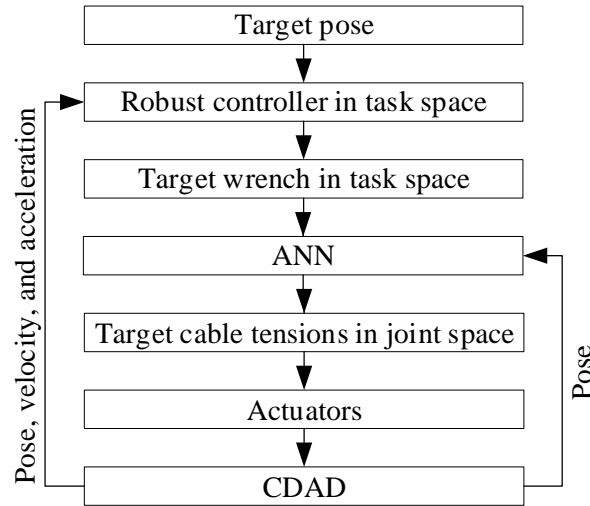 Target pose
Robust controller in task space
Target wrench in task space
ANN
Target cable tensions in joint space
Actuators
CDAD
Pose, velocity, and acceleration
Pose